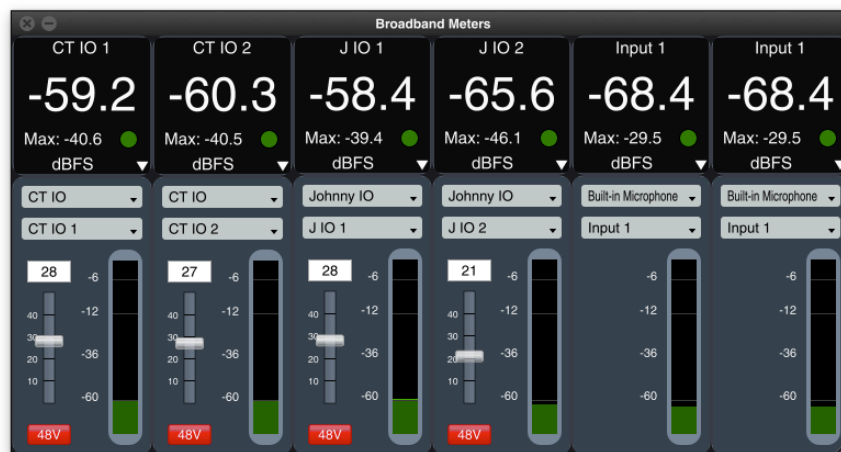 Broadband Meters
CT IO 1 CT IO 2 J IO 1 J IO 2 Input 1 Input 1
-59.2 -60.3 -58.4 -65.6 -68.4 -68.4
Max: -40.6 Max: -40.5 Max: -39.4 Max: -46.1 Max: -29.5 Max: -29.5
dBFS dBFS dBFS dBFS dBFS dBFS
CT IO CT IO Johnny IO Johnny IO Built-in Microphone Built-in Microphone
CT IO 1 CT IO 2 J IO 1 J IO 2 Input 1 Input 1
28 -6 27 -6 28 -6 21 -6 -6 -6
40 -12 40 -12 40 -12 40 -12 -12 -12
30 30 30 30
20 -36 20 -36 20 -36 20 -36 -36 -36
10 -60 10 -60 10 -60 10 -60 -60 -60
48V 48V 48V 48V